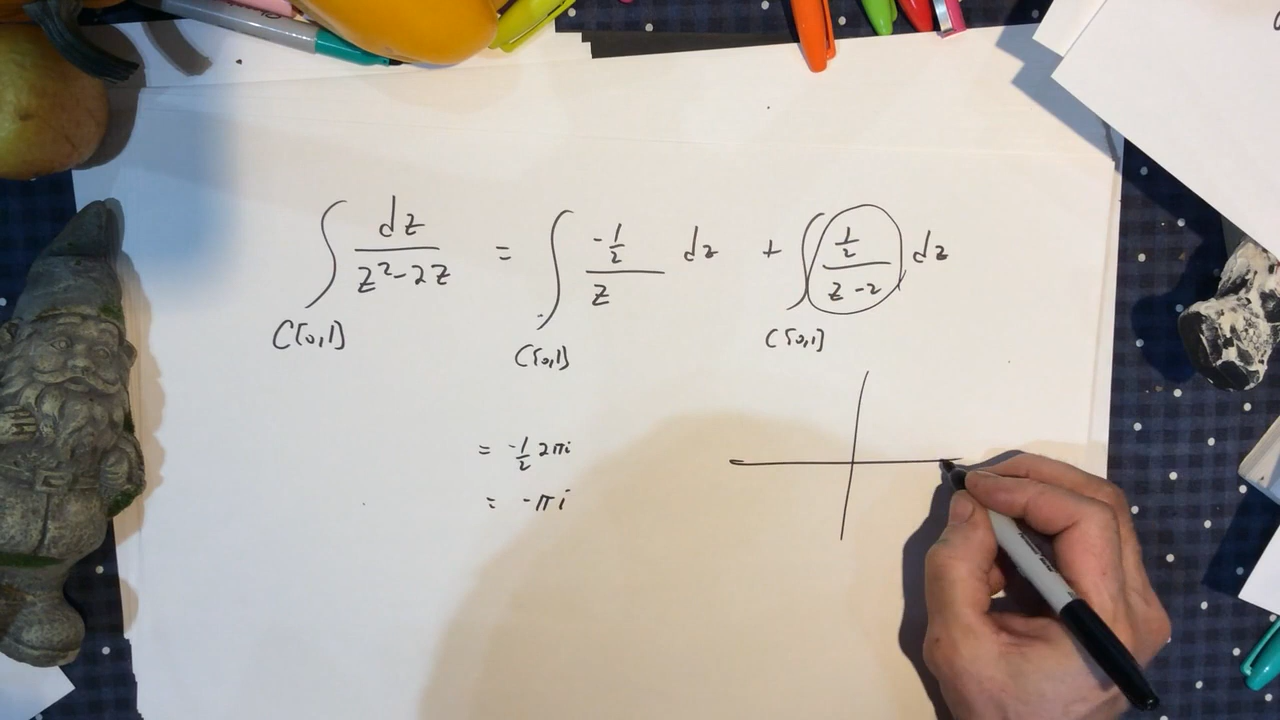 ∫ dz / z²-2z = ∫ -1/2 / z dz + ∫ 1/2 / z-2 dz
C[0,1] C[0,1] C[0,1]
= -1/2 2πi
= -πi